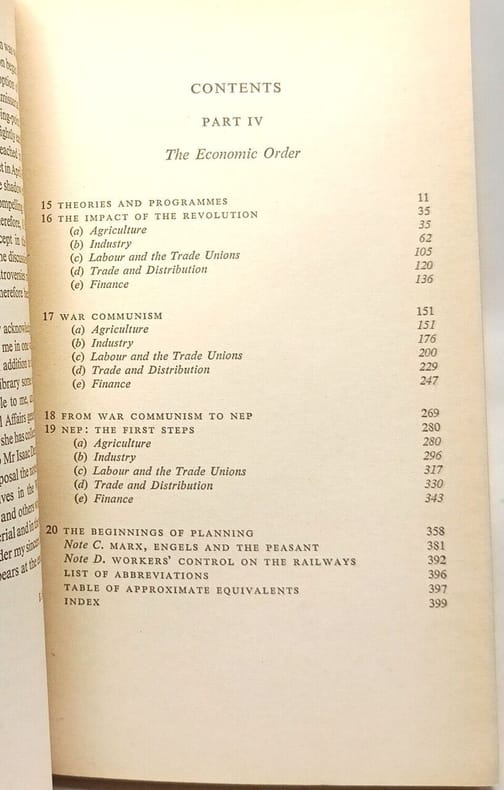 CONTENTS
PART IV
The Economic Order
15 THEORIES AND PROGRAMMES 11
16 THE IMPACT OF THE REVOLUTION 35
(a) Agriculture 35
(b) Industry 62
(c) Labour and the Trade Unions 105
(d) Trade and Distribution 120
(e) Finance 136
17 WAR COMMUNISM 151
(a) Agriculture 151
(b) Industry 176
(c) Labour and the Trade Unions 200
(d) Trade and Distribution 229
(e) Finance 247
18 FROM WAR COMMUNISM TO NEP 269
19 NEP: THE FIRST STEPS 280
(a) Agriculture 280
(b) Industry 296
(c) Labour and the Trade Unions 317
(d) Trade and Distribution 330
(e) Finance 343
20 THE BEGINNINGS OF PLANNING 358
Note C. MARX, ENGELS AND THE PEASANT 381
Note D. WORKERS' CONTROL ON THE RAILWAYS 392
LIST OF ABBREVIATIONS 396
TABLE OF APPROXIMATE EQUIVALENTS 397
INDEX 399